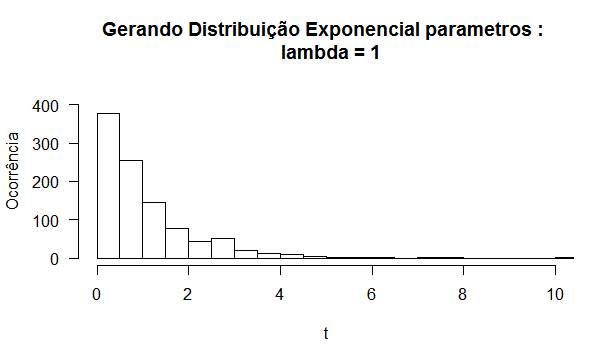 Gerando Distribuição Exponencial parametros :
lambda = 1
Ocorrência
400
300
200
100
0
0 2 4 6 8 10
t